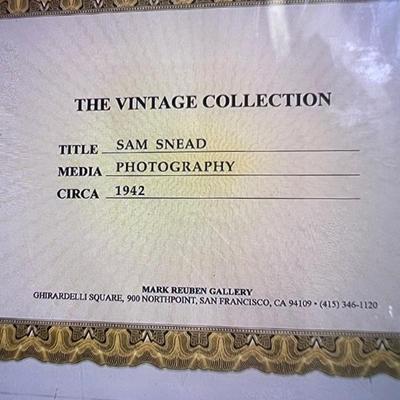 THE VINTAGE COLLECTION
TITLE SAM SNEAD
MEDIA PHOTOGRAPHY
CIRCA 1942
MARK REUBEN GALLERY
GHIRARDELLI SQUARE, 900 NORTHPOINT, SAN FRANCISCO, CA 94109 • (415) 346-1120